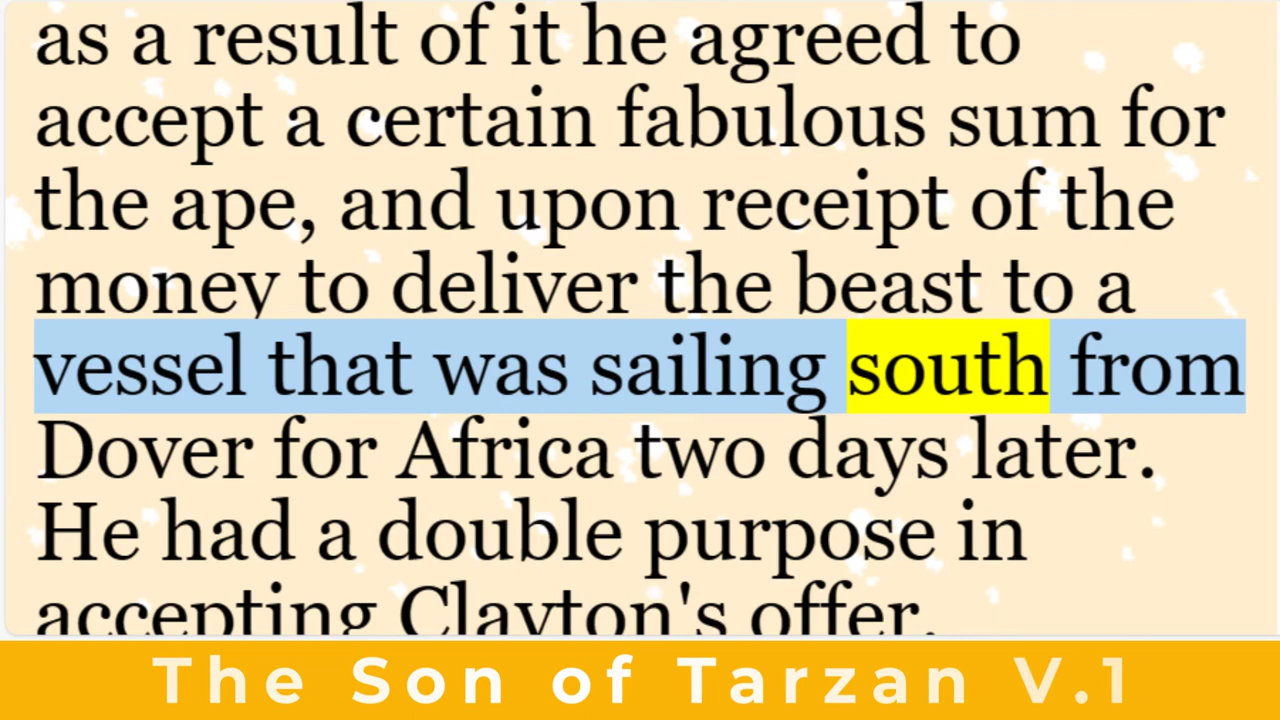 as a result of it he agreed to
accept a certain fabulous sum for
the ape, and upon receipt of the
money to deliver the beast to a
vessel that was sailing south from
Dover for Africa two days later.
He had a double purpose in
accepting Clayton's offer.
The Son of Tarzan V.1